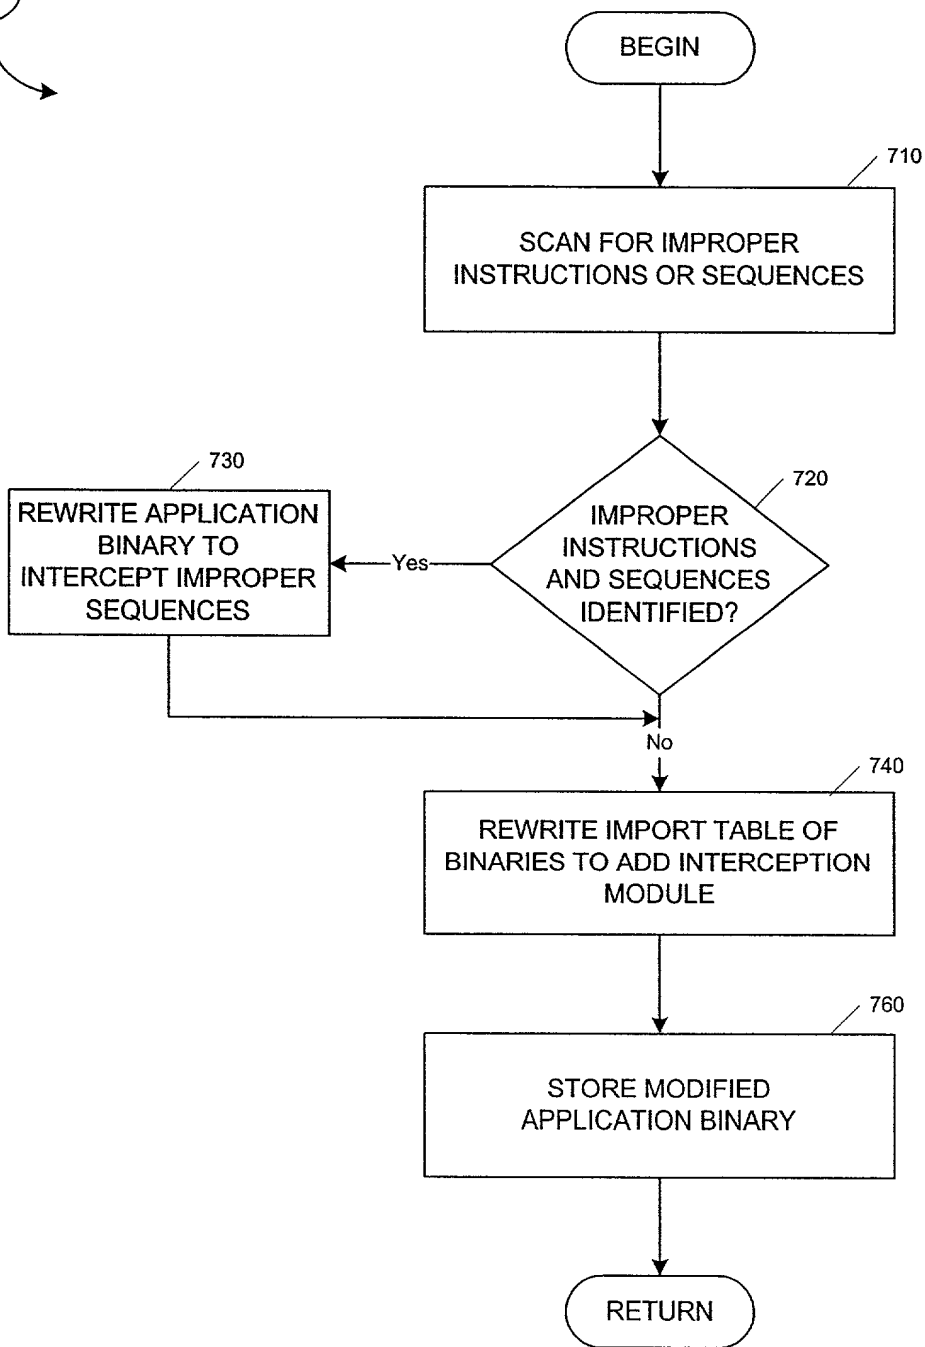 BEGIN
710
SCAN FOR IMPROPER
INSTRUCTIONS OR SEQUENCES
720
IMPROPER
INSTRUCTIONS
AND SEQUENCES
IDENTIFIED?
Yes
730
REWRITE APPLICATION
BINARY TO
INTERCEPT IMPROPER
SEQUENCES
No
740
REWRITE IMPORT TABLE OF
BINARIES TO ADD INTERCEPTION
MODULE
760
STORE MODIFIED
APPLICATION BINARY
RETURN